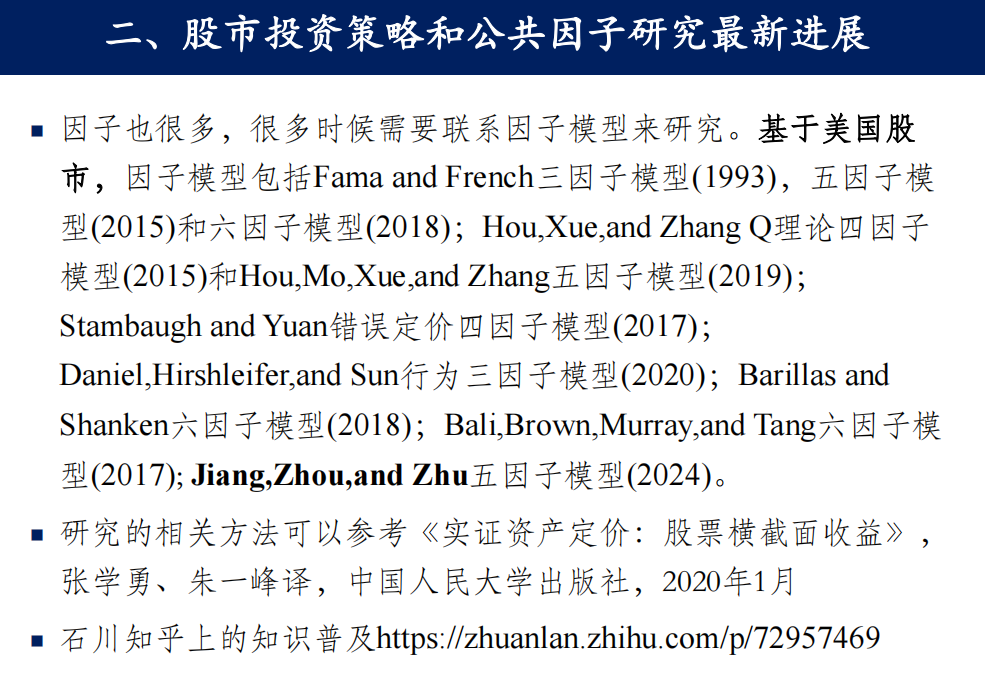 二、股市投资策略和公共因子研究最新进展
因子也很多，很多时候需要联系因子模型来研究。基于美国股
市，因子模型包括Fama and French三因子模型(1993)，五因子模
型(2015)和六因子模型(2018)；Hou,Xue,and Zhang Q理论四因子
模型(2015)和Hou,Mo,Xue,and Zhang五因子模型(2019)；
Stambaugh and Yuan错误定价四因子模型(2017)；
Daniel,Hirshleifer,and Sun行为三因子模型(2020)；Barillas and
Shanken六因子模型(2018)；Bali,Brown,Murray,and Tang六因子模
型(2017); Jiang,Zhou,and Zhu五因子模型(2024)。
研究的相关方法可以参考《实证资产定价：股票横截面收益》，
张学勇、朱一峰译，中国人民大学出版社，2020年1月
石川知乎上的知识普及https://zhuanlan.zhihu.com/p/72957469